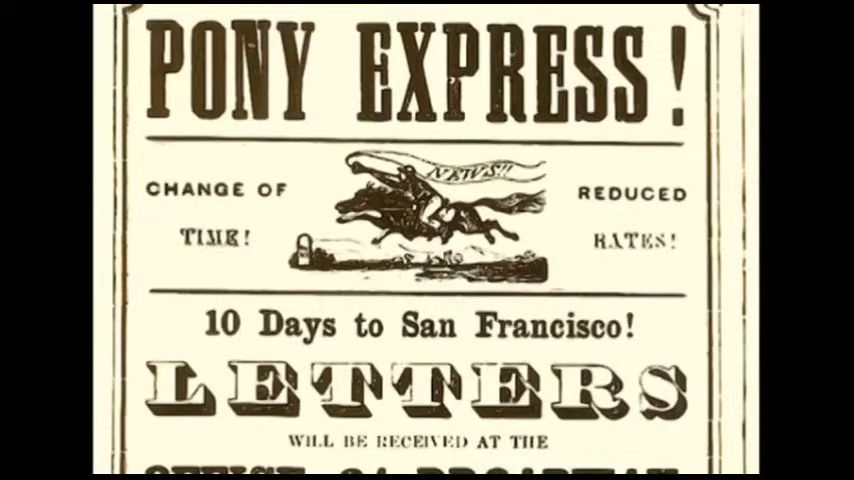 PONY EXPRESS!
NEWS!!
CHANGE OF
TIME!
REDUCED
RATES!
10 Days to San Francisco!
LETTERS
WILL BE RECEIVED AT THE